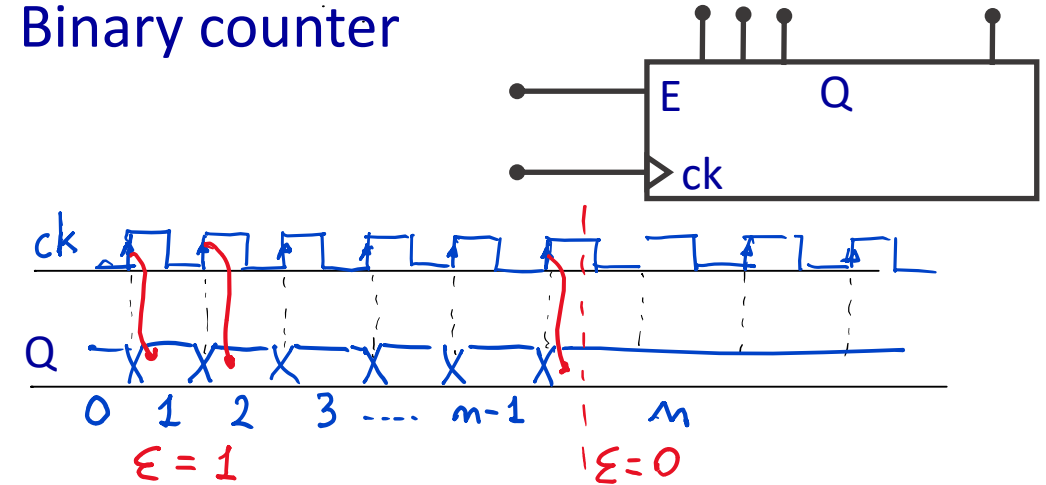 Binary counter
E Q
ck
ck
Q
0 1 2 3 .... m-1 m
ε = 1 ε=0